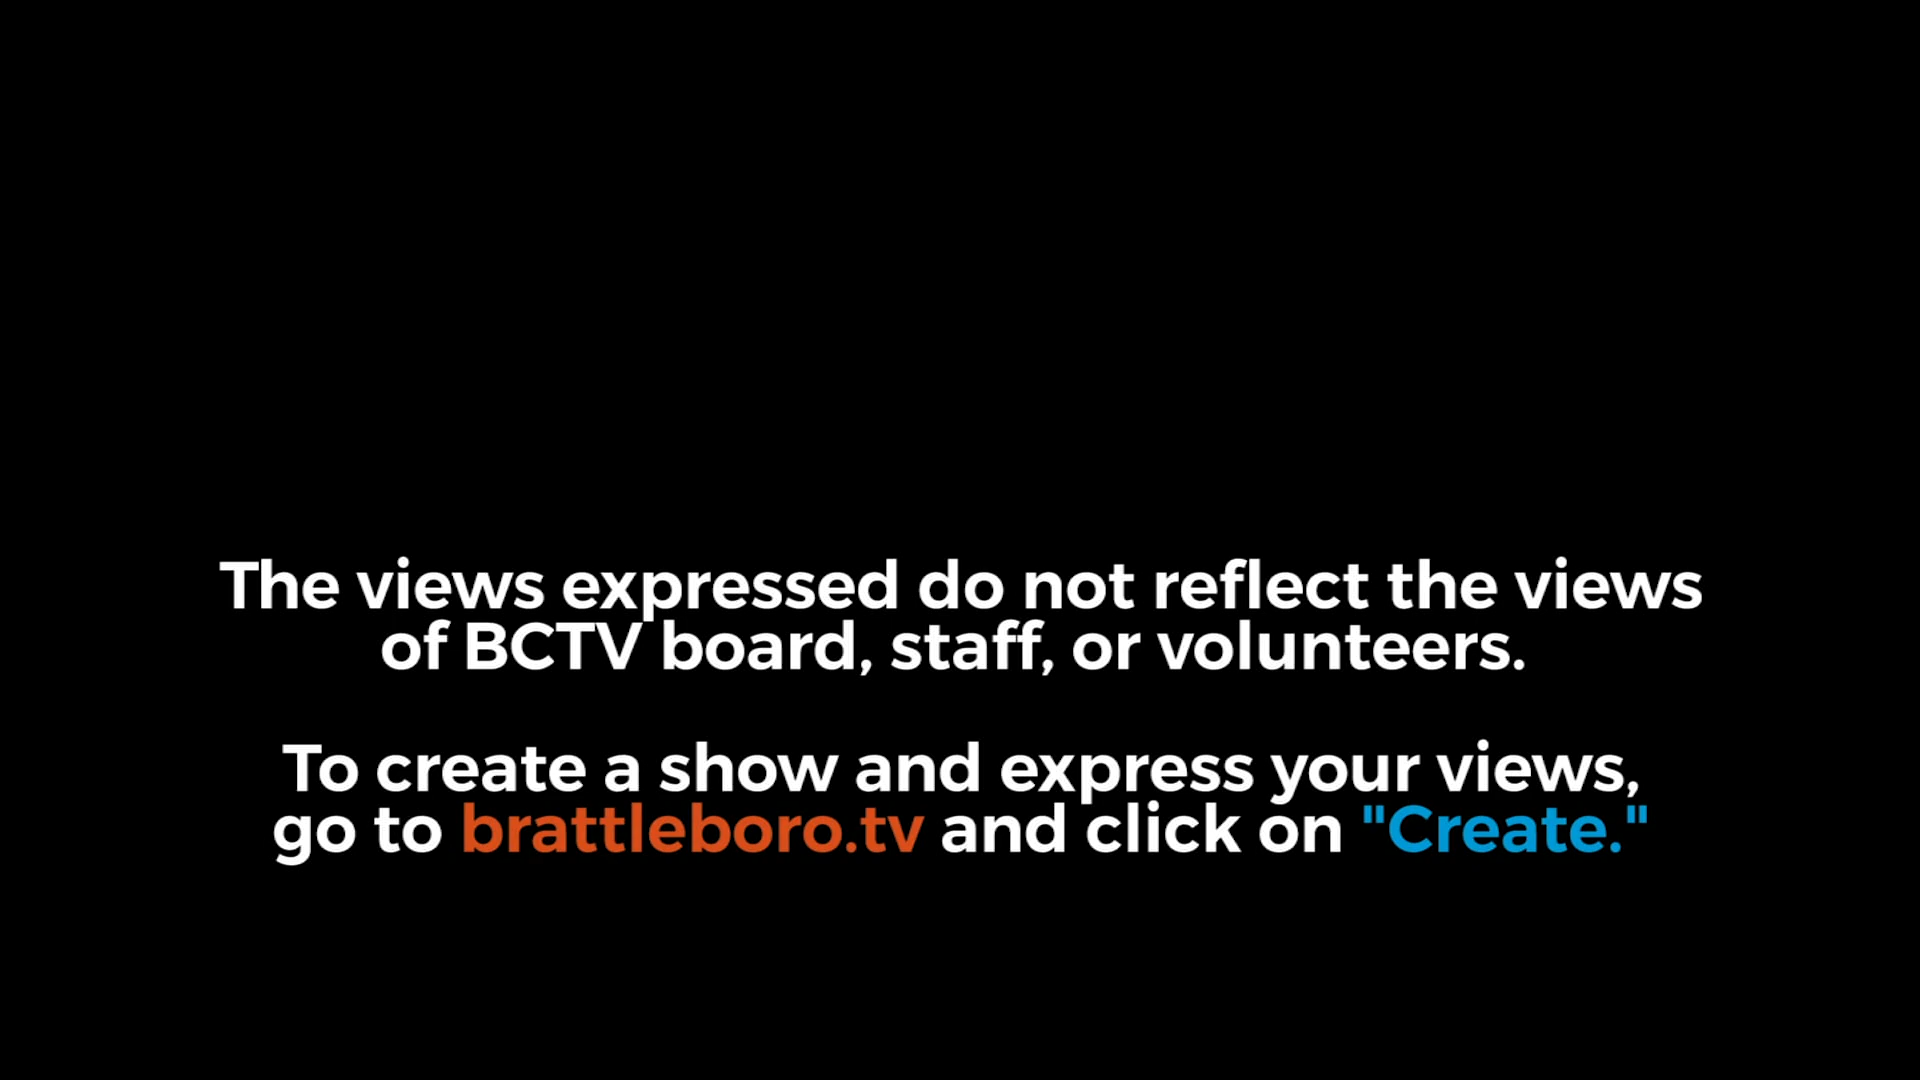 The views expressed do not reflect the views
of BCTV board, staff, or volunteers.
To create a show and express your views,
go to brattleboro.tv and click on "Create."